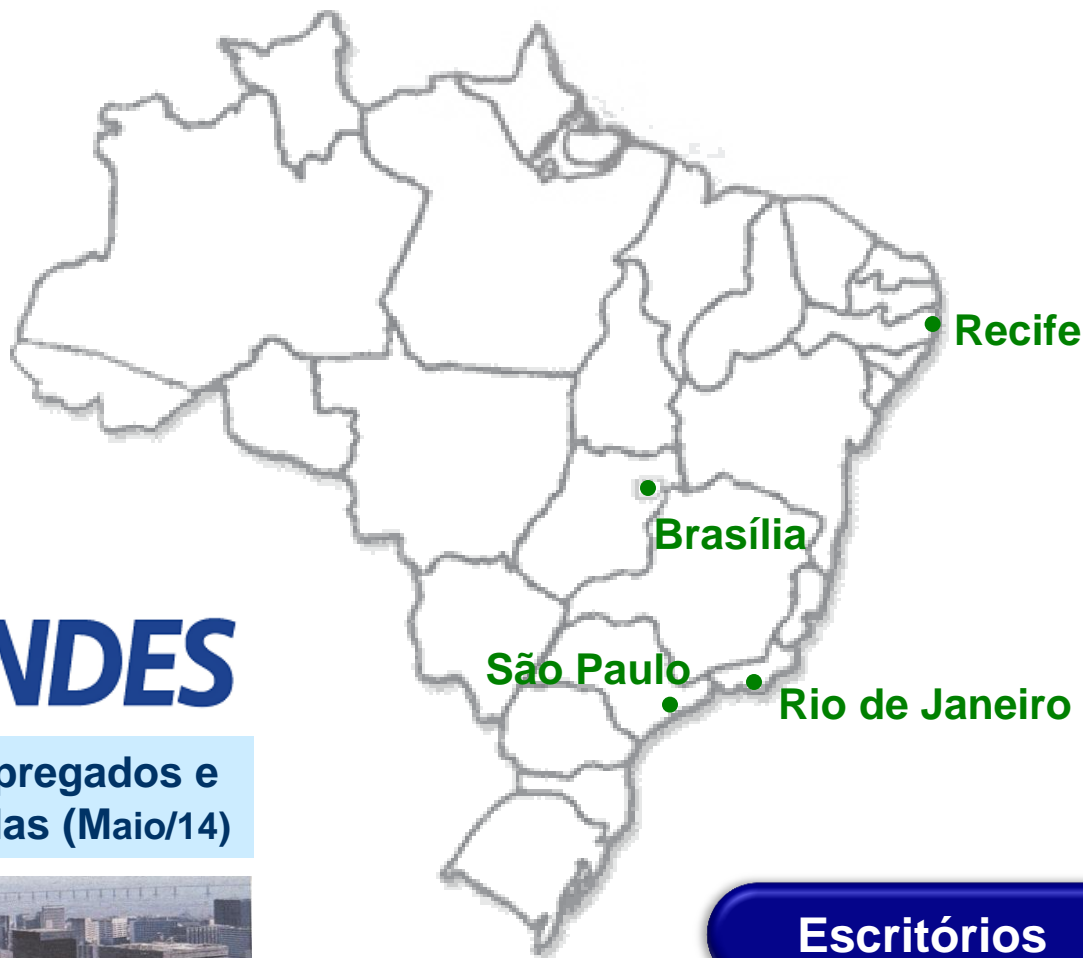 Recife
Brasília
São Paulo
Rio de Janeiro
NDES
pregados e
las (Maio/14)
Escritórios